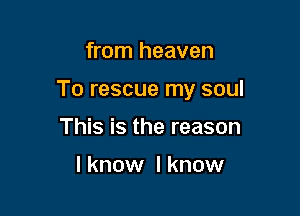 from heaven
To rescue my soul
This is the reason
I know I know